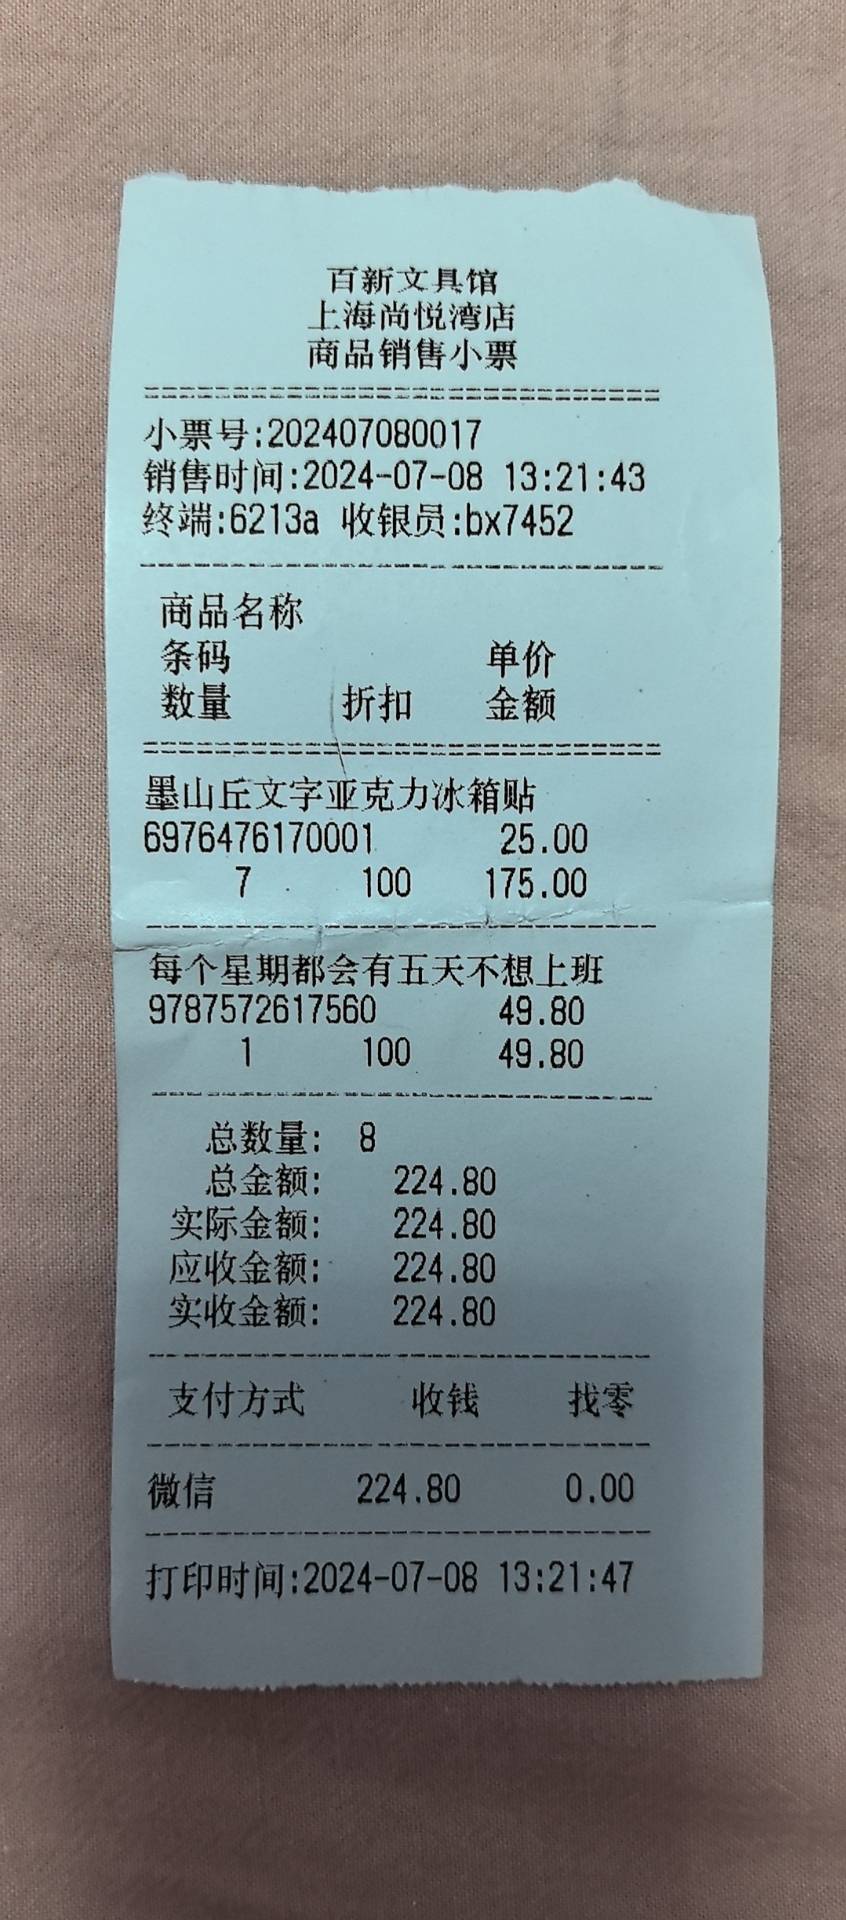 百新文具馆
上海尚悦湾店
商品销售小票
小票号:202407080017
销售时间:2024-07-08 13:21:43
终端:6213a 收银员:bx7452
商品名称
条码 单价
数量 折扣 金额
墨山丘文字亚克力冰箱贴
6976476170001 25.00
7 100 175.00
每个星期都会有五天不想上班
9787572617560 49.80
1 100 49.80
总数量: 8
总金额: 224.80
实际金额: 224.80
应收金额: 224.80
实收金额: 224.80
支付方式 收钱 找零
微信 224.80 0.00
打印时间:2024-07-08 13:21:47